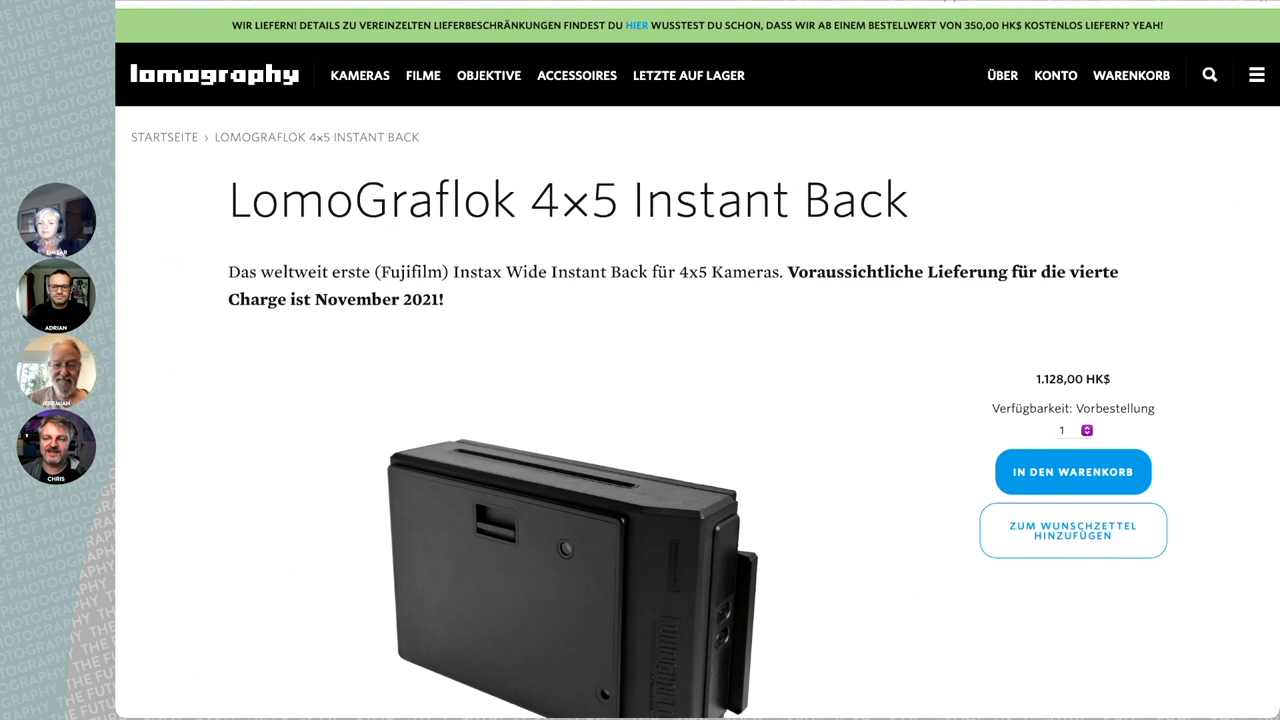 WIR LIEFERN! DETAILS ZU VEREINZELTEN LIEFERBESCHRÄNKUNGEN FINDEST DU HIER WUSSTEST DU SCHON, DASS WIR AB EINEM BESTELLWERT VON 350,00 HK$ KOSTENLOS LIEFERN? YEAH!
lomography KAMERAS FILME OBJEKTIVE ACCESSOIRES LETZTE AUF LAGER ÜBER KONTO WARENKORB
STARTSEITE › LOMOGRAFLOK 4×5 INSTANT BACK
LomoGraflok 4×5 Instant Back
Das weltweit erste (Fujifilm) Instax Wide Instant Back für 4x5 Kameras. Voraussichtliche Lieferung für die vierte
Charge ist November 2021!
1.128,00 HK$
Verfügbarkeit: Vorbestellung
1
IN DEN WARENKORB
ZUM WUNSCHZETTEL
HINZUFÜGEN
ADRIAN
JEREMIAH
CHRIS